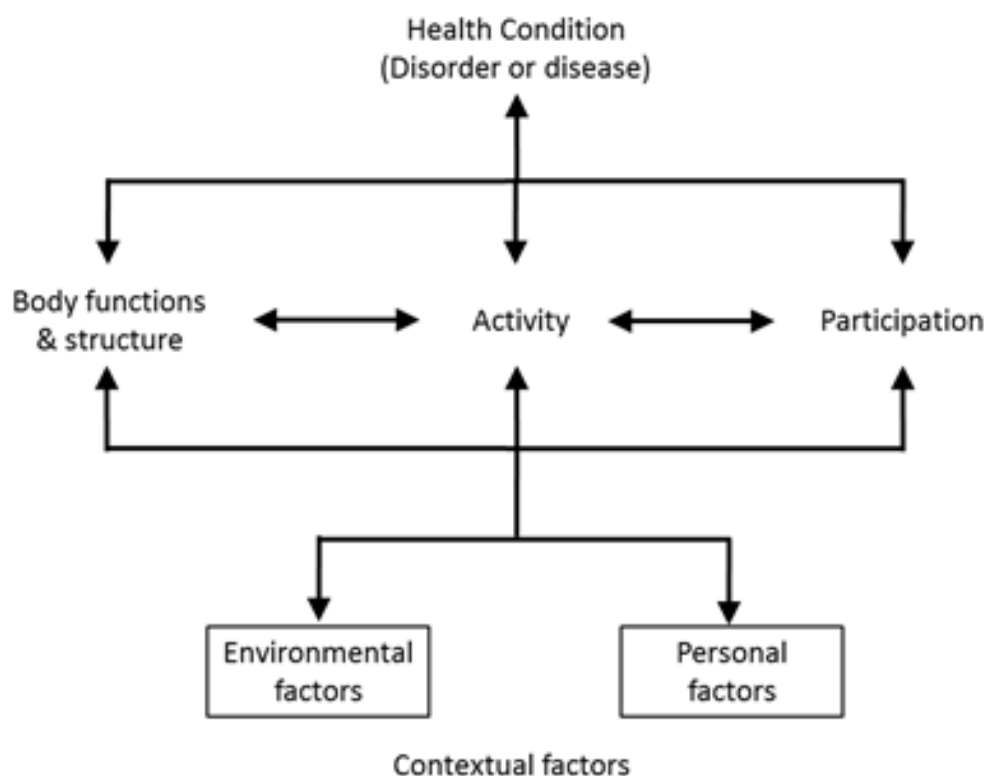 Health Condition
(Disorder or disease)
Body functions
& structure
Activity
Participation
Environmental
factors
Personal
factors
Contextual factors